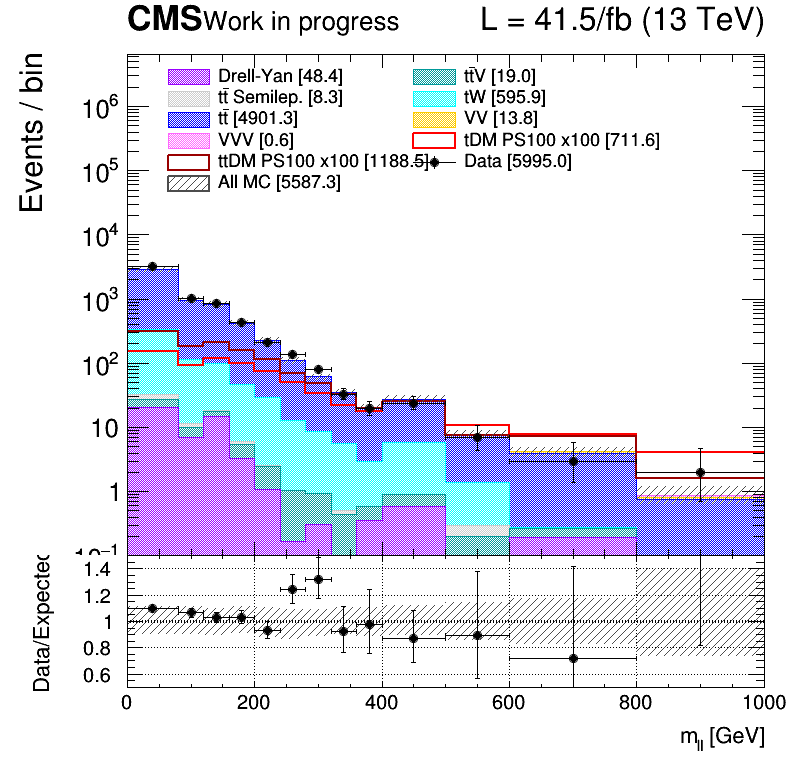 CMS Work in progress L = 41.5/fb (13 TeV)
Events / bin
Drell-Yan [48.4] tt̄V [19.0]
tt̄ Semilep. [8.3] tW [595.9]
tt̄ [4901.3] VV [13.8]
VVV [0.6] tDM PS100 x100 [711.6]
ttDM PS100 x100 [1188.5] Data [5995.0]
All MC [5587.3]
10⁶
10⁵
10⁴
10³
10²
10
1
10⁻¹
Data/Expected
1.4
1.2
1
0.8
0.6
0 200 400 600 800 1000
m_ll [GeV]